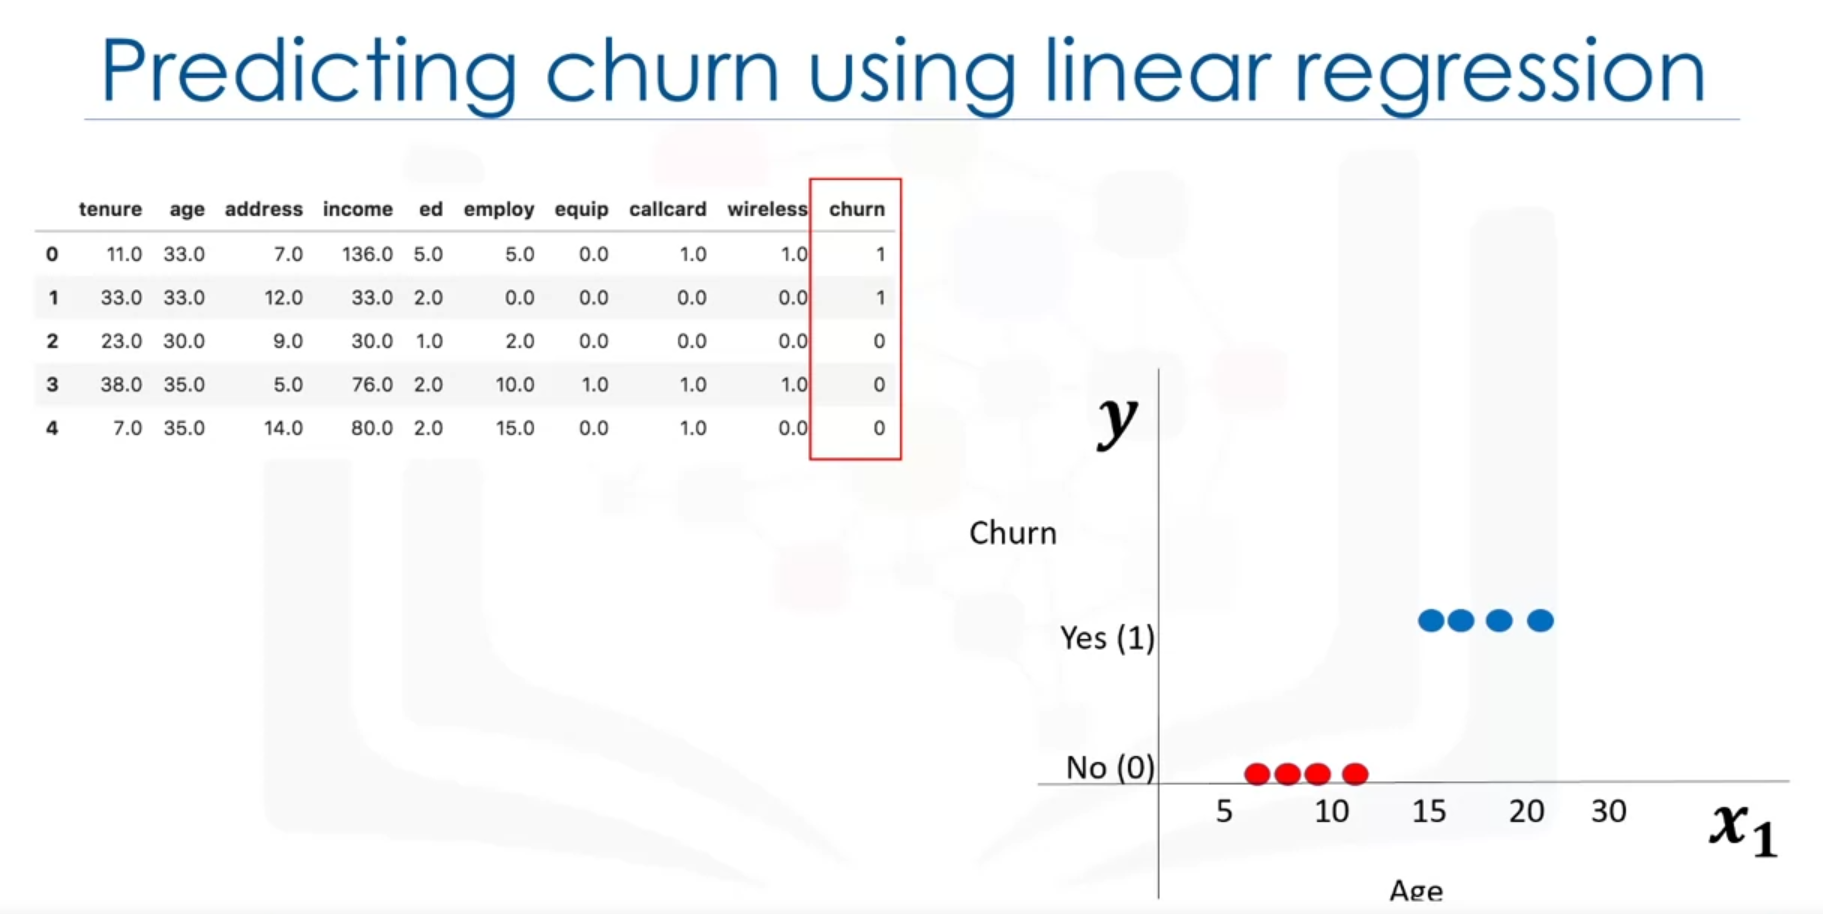 Predicting churn using linear regression
tenure age address income ed employ equip callcard wireless churn
0 11.0 33.0 7.0 136.0 5.0 5.0 0.0 1.0 1.0 1
1 33.0 33.0 12.0 33.0 2.0 0.0 0.0 0.0 0.0 1
2 23.0 30.0 9.0 30.0 1.0 2.0 0.0 0.0 0.0 0
3 38.0 35.0 5.0 76.0 2.0 10.0 1.0 1.0 1.0 0
4 7.0 35.0 14.0 80.0 2.0 15.0 0.0 1.0 0.0 0
y
Churn
Yes (1)
No (0)
5 10 15 20 30
x₁
Age